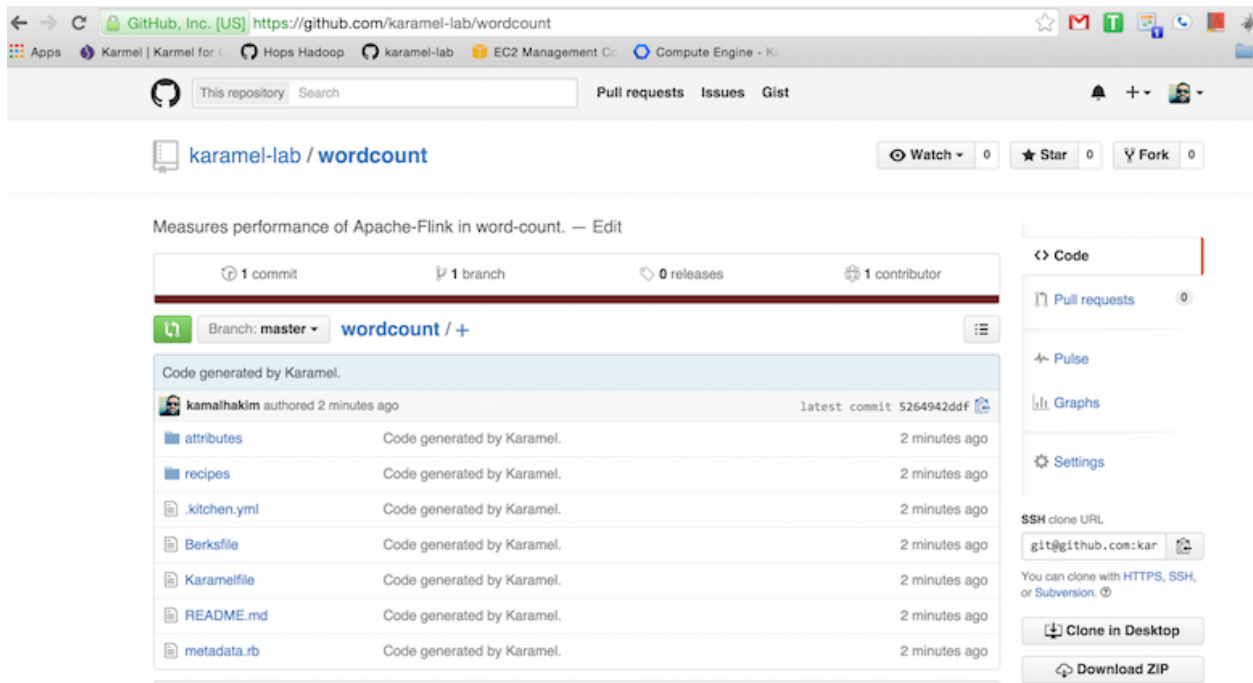 GitHub, Inc. [US] https://github.com/karamel-lab/wordcount
Apps Karmel | Karmel for Hops Hadoop karamel-lab EC2 Management Compute Engine -
This repository Search Pull requests Issues Gist
karamel-lab / wordcount Watch 0 Star 0 Fork 0
Measures performance of Apache-Flink in word-count. — Edit
1 commit 1 branch 0 releases 1 contributor
Branch: master wordcount / +
Code generated by Karamel.
kamalhakim authored 2 minutes ago latest commit 5264942ddf
attributes Code generated by Karamel. 2 minutes ago
recipes Code generated by Karamel. 2 minutes ago
.kitchen.yml Code generated by Karamel. 2 minutes ago
Berksfile Code generated by Karamel. 2 minutes ago
Karamelfile Code generated by Karamel. 2 minutes ago
README.md Code generated by Karamel. 2 minutes ago
metadata.rb Code generated by Karamel. 2 minutes ago
<> Code
Pull requests 0
Pulse
Graphs
Settings
SSH clone URL
git@github.com:kar
You can clone with HTTPS, SSH,
or Subversion.
Clone in Desktop
Download ZIP